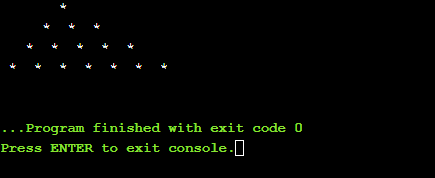 *
    * * *
  * * * * *
* * * * * * *
...Program finished with exit code 0
Press ENTER to exit console.